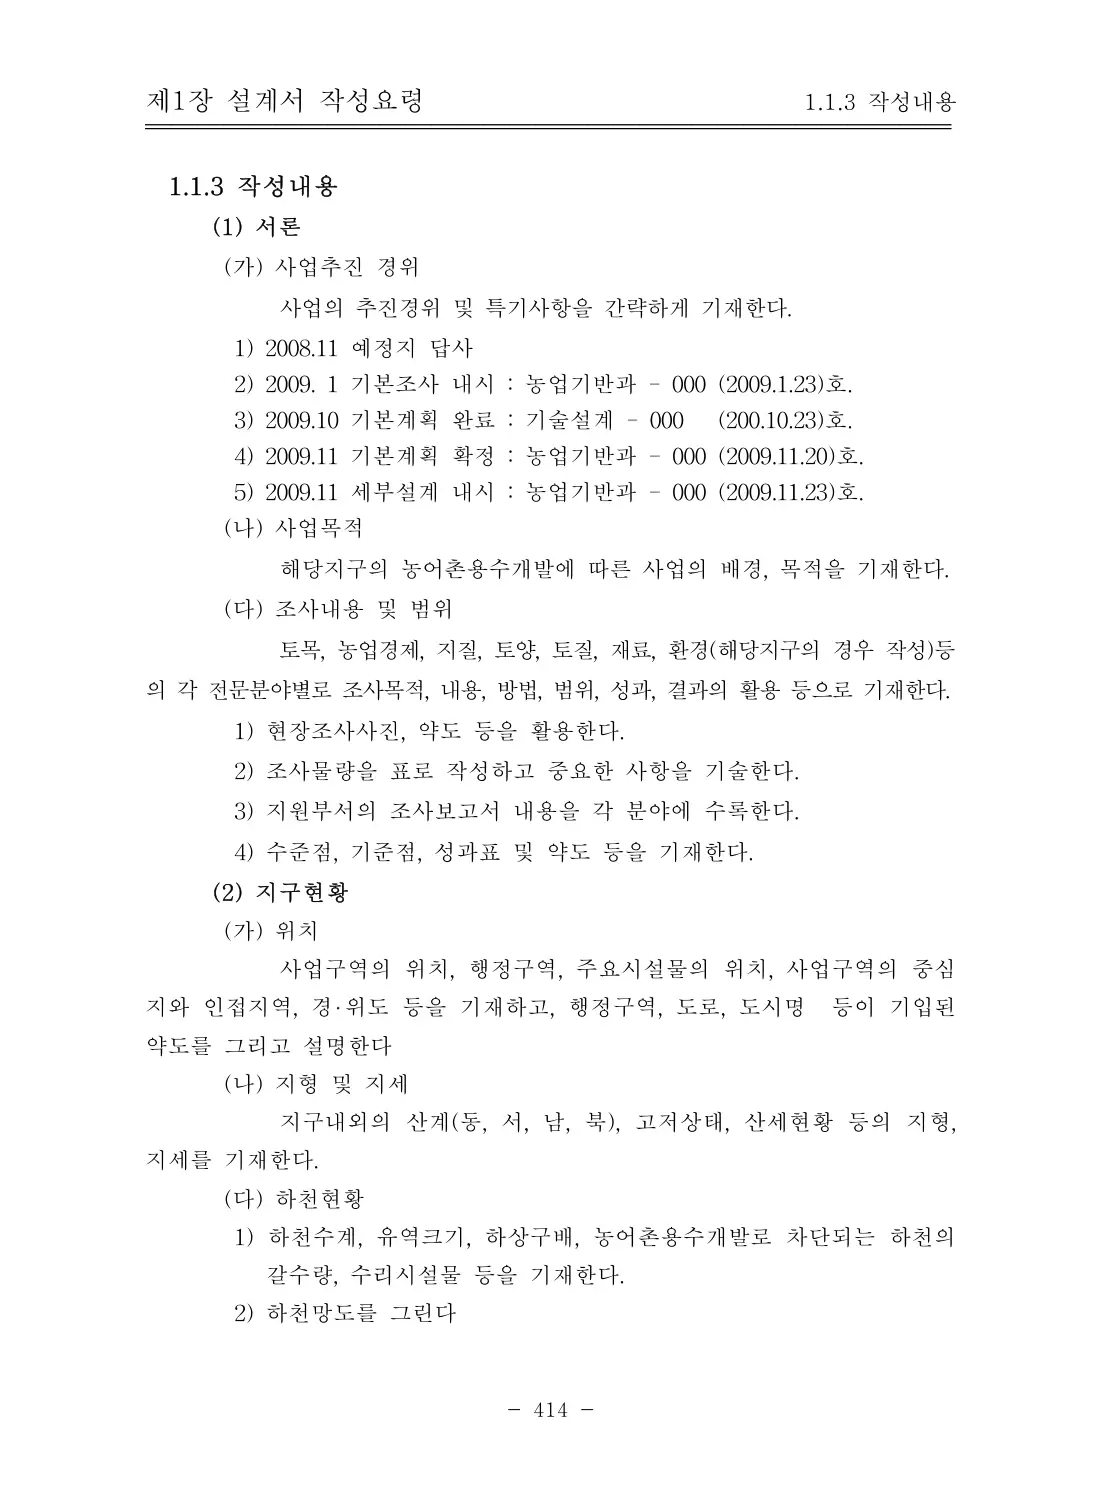 제1장 설계서 작성요령
1.1.3 작성내용
1.1.3 작성내용
(1) 서론
(가) 사업추진 경위
사업의 추진경위 및 특기사항을 간략하게 기재한다.
1) 2008.11 예정지 답사
2) 2009. 1 기본조사 내시 : 농업기반과 - 000 (2009.1.23)호.
3) 2009.10 기본계획 완료 : 기술설계 - 000 (200.10.23)호.
4) 2009.11 기본계획 확정 : 농업기반과 - 000 (2009.11.20)호.
5) 2009.11 세부설계 내시 : 농업기반과 - 000 (2009.11.23)호.
(나) 사업목적
해당지구의 농어촌용수개발에 따른 사업의 배경, 목적을 기재한다.
(다) 조사내용 및 범위
토목, 농업경제, 지질, 토양, 토질, 재료, 환경(해당지구의 경우 작성)등
의 각 전문분야별로 조사목적, 내용, 방법, 범위, 성과, 결과의 활용 등으로 기재한다.
1) 현장조사사진, 약도 등을 활용한다.
2) 조사물량을 표로 작성하고 중요한 사항을 기술한다.
3) 지원부서의 조사보고서 내용을 각 분야에 수록한다.
4) 수준점, 기준점, 성과표 및 약도 등을 기재한다.
(2) 지구현황
(가) 위치
사업구역의 위치, 행정구역, 주요시설물의 위치, 사업구역의 중심
지와 인접지역, 경·위도 등을 기재하고, 행정구역, 도로, 도시명 등이 기입된
약도를 그리고 설명한다
(나) 지형 및 지세
지구내외의 산계(동, 서, 남, 북), 고저상태, 산세현황 등의 지형,
지세를 기재한다.
(다) 하천현황
1) 하천수계, 유역크기, 하상구배, 농어촌용수개발로 차단되는 하천의
갈수량, 수리시설물 등을 기재한다.
2) 하천망도를 그린다
- 414 -